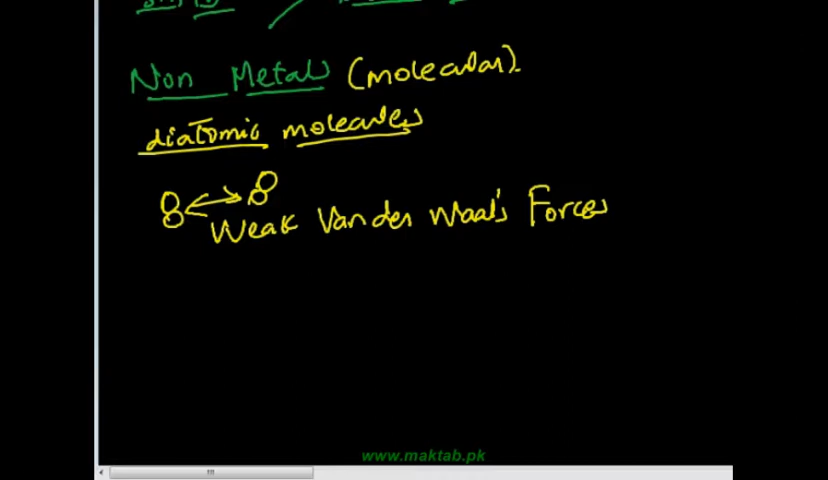 Non Metals (molecular).
diatomic molecules
Weak Van der Waal's Forces
www.maktab.pk